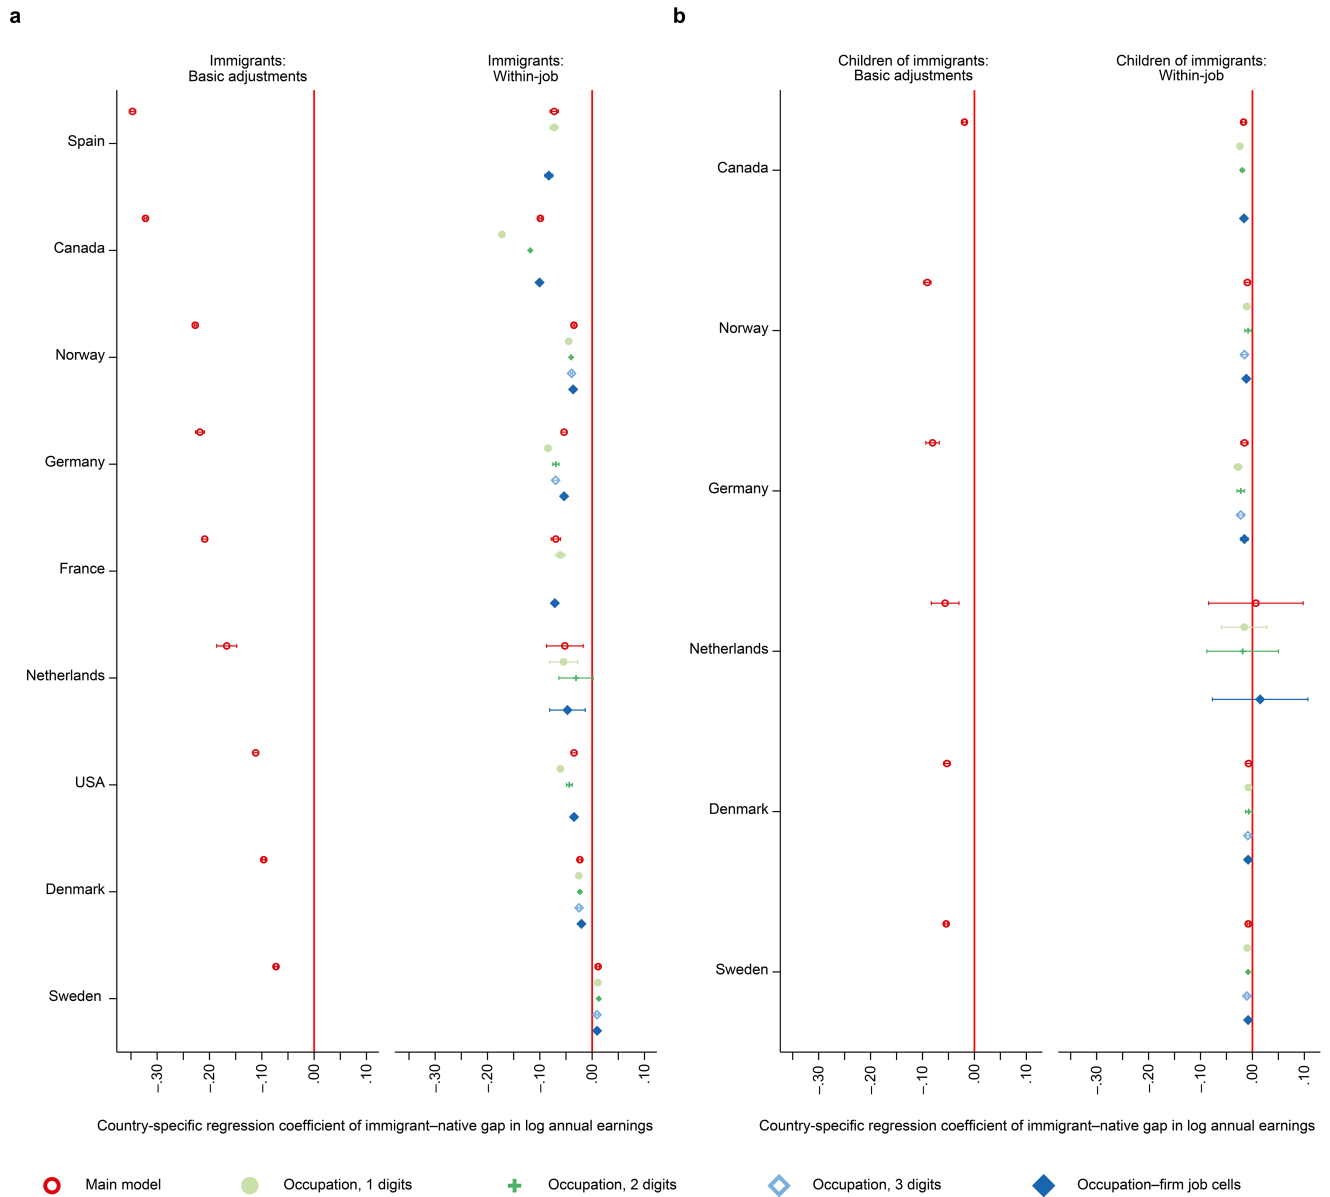 a
b
Immigrants:
Basic adjustments
Immigrants:
Within-job
Children of immigrants:
Basic adjustments
Children of immigrants:
Within-job
Spain
Canada
Norway
Germany
France
Netherlands
USA
Denmark
Sweden
Canada
Norway
Germany
Netherlands
Denmark
Sweden
–.30
–.20
–.10
.00
.10
–.30
–.20
–.10
.00
.10
–.30
–.20
–.10
.00
.10
–.30
–.20
–.10
.00
.10
Country-specific regression coefficient of immigrant–native gap in log annual earnings
Country-specific regression coefficient of immigrant–native gap in log annual earnings
Main model
Occupation, 1 digits
Occupation, 2 digits
Occupation, 3 digits
Occupation–firm job cells